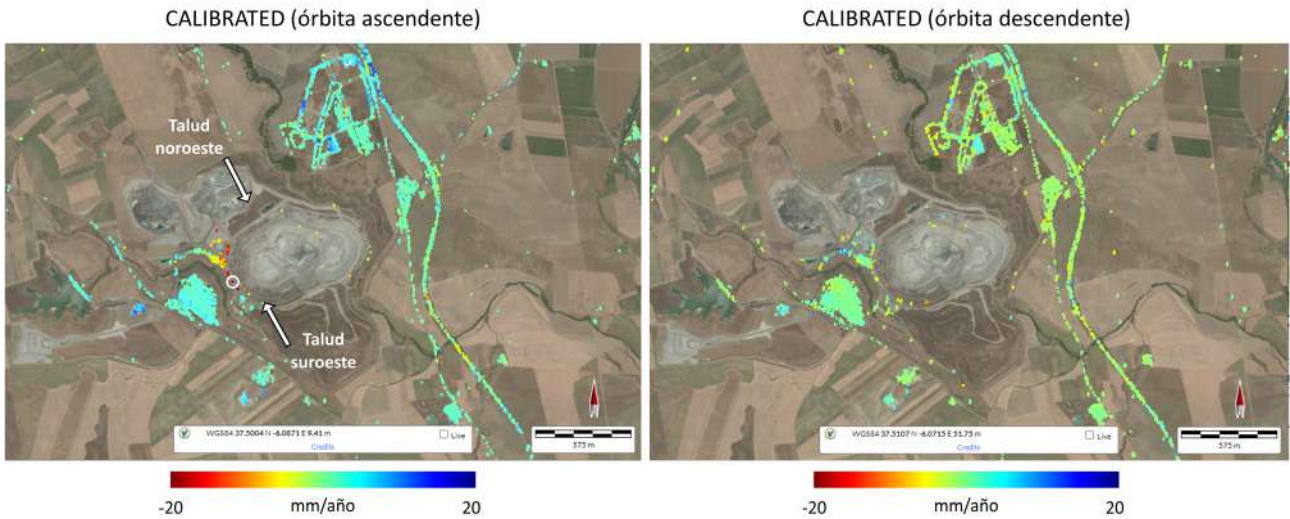 CALIBRATED (órbita ascendente)
CALIBRATED (órbita descendente)
Talud
noroeste
Talud
suroeste
WGS84 37.5004 N -6.0871 E 9.41 m
Live
Credits
575 m
WGS84 37.5107 N -6.0715 E 51.75 m
Live
Credits
575 m
-20
mm/año
20
-20
mm/año
20